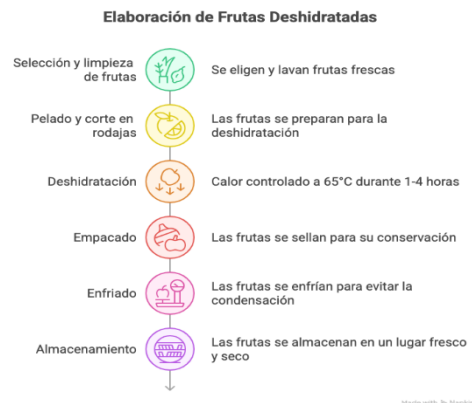 Elaboración de Frutas Deshidratadas
Selección y limpieza
de frutas
Se eligen y lavan frutas frescas
Pelado y corte en
rodajas
Las frutas se preparan para la
deshidratación
Deshidratación
Calor controlado a 65°C durante 1-4 horas
Empacado
Las frutas se sellan para su conservación
Enfriado
Las frutas se enfrían para evitar la
condensación
Almacenamiento
Las frutas se almacenan en un lugar fresco
y seco